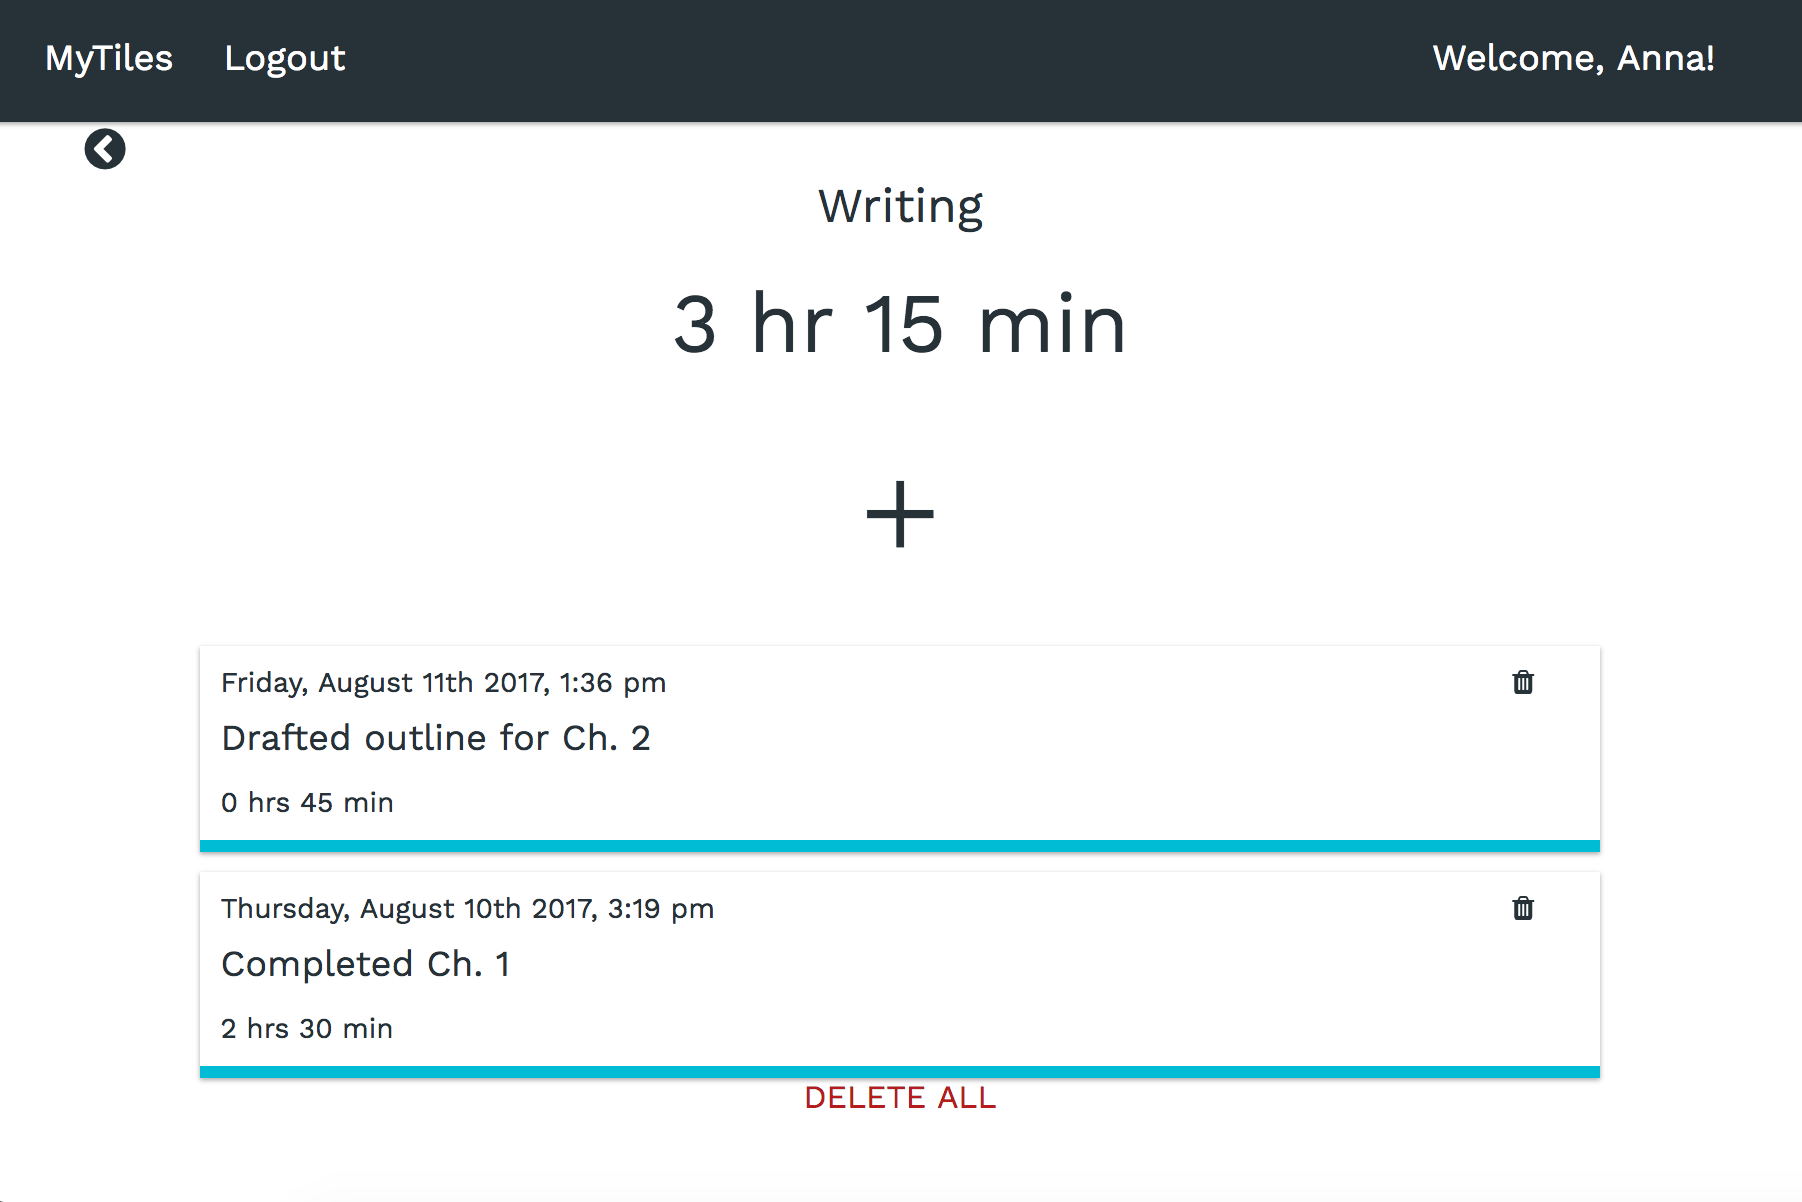 MyTiles Logout Welcome, Anna!
Writing
3 hr 15 min
+
Friday, August 11th 2017, 1:36 pm
Drafted outline for Ch. 2
0 hrs 45 min
Thursday, August 10th 2017, 3:19 pm
Completed Ch. 1
2 hrs 30 min
DELETE ALL